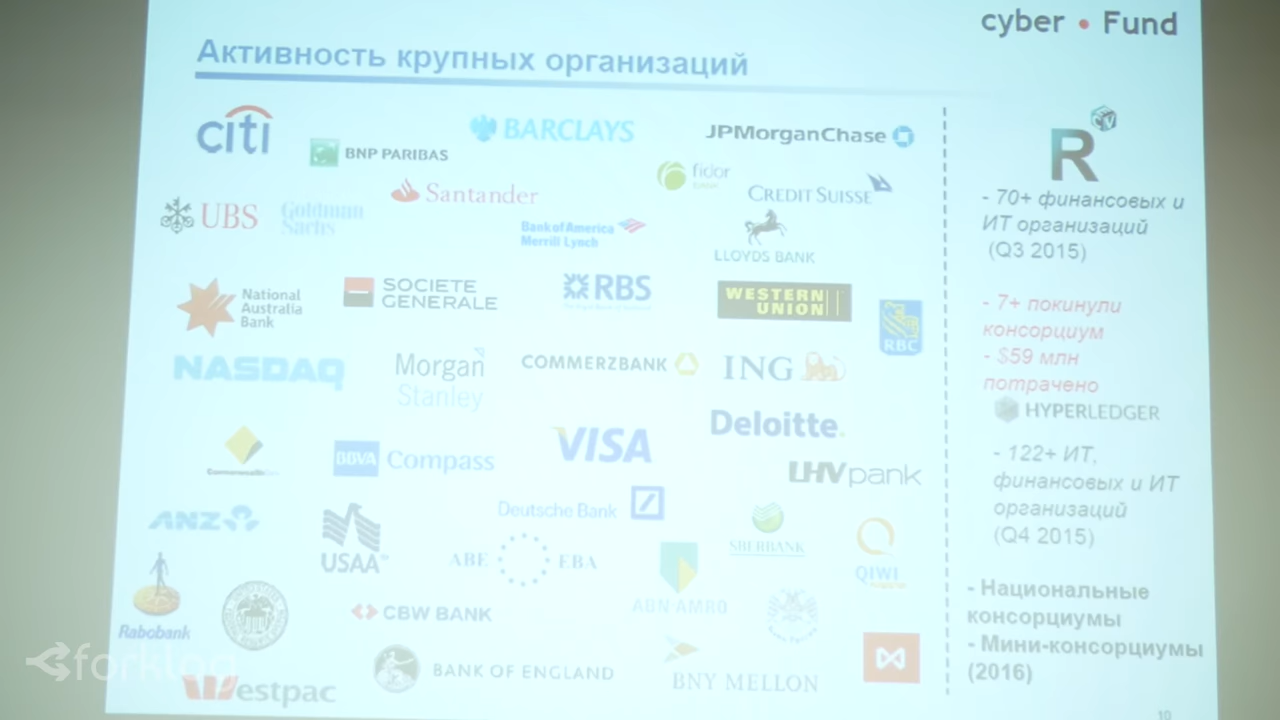 cyber • Fund
Активность крупных организаций
citi
BARCLAYS
JPMorganChase
BNP PARIBAS
fidor
Santander
CREDIT SUISSE
UBS
Goldman
Sachs
Bank of America
Merrill Lynch
LLOYDS BANK
National
Australia
Bank
SOCIETE
GENERALE
RBS
WESTERN
UNION
RBC
NASDAQ
Morgan
Stanley
COMMERZBANK
ING
Deloitte.
BBVA Compass
VISA
LHV pank
ANZ
USAA
Deutsche Bank
ABE EBA
SBERBANK
QIWI
ABN AMRO
Rabobank
CBW BANK
BANK OF ENGLAND
BNY MELLON
Westpac
forklog
R
CEV
- 70+ финансовых и
ИТ организаций
(Q3 2015)
- 7+ покинули
консорциум
- $59 млн
потрачено
HYPERLEDGER
- 122+ ИТ,
финансовых и ИТ
организаций
(Q4 2015)
- Национальные
консорциумы
- Мини-консорциумы
(2016)
10